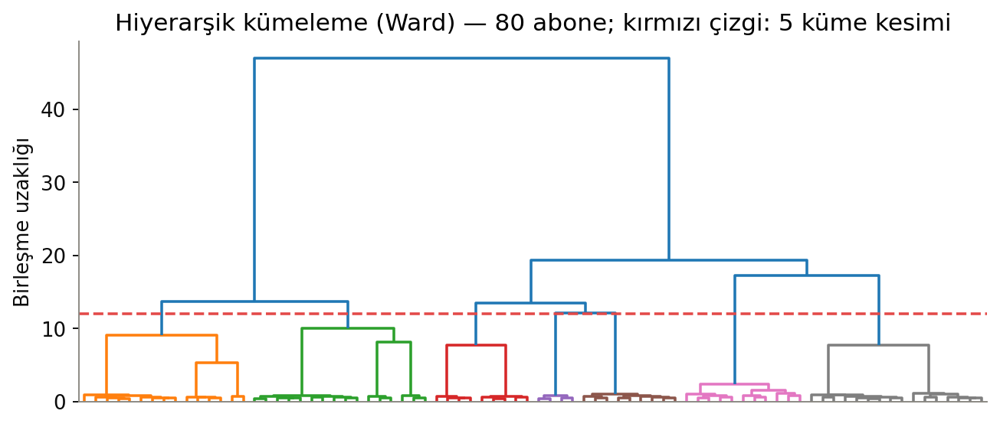 Hiyerarşik kümeleme (Ward) — 80 abone; kırmızı çizgi: 5 küme kesimi
Birleşme uzaklığı
40
30
20
10
0